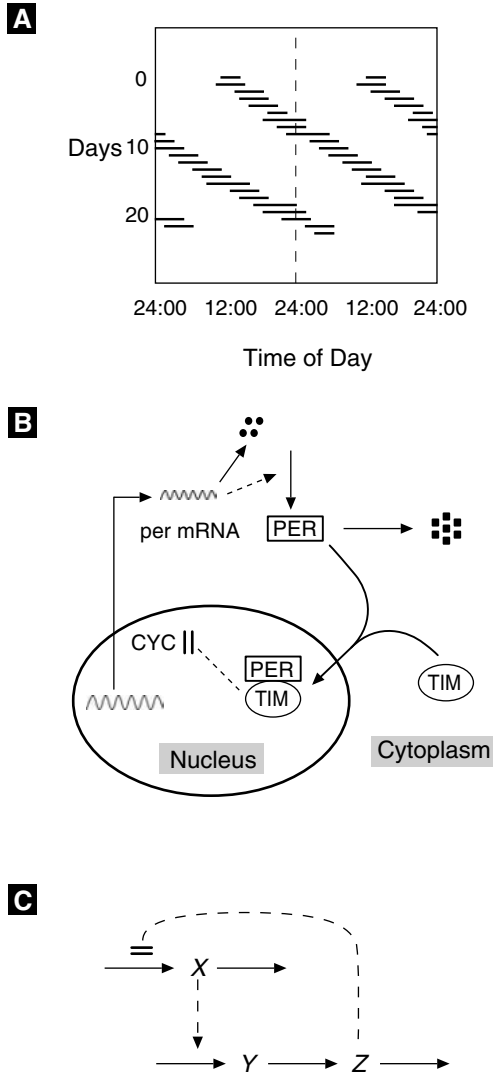 A
0
Days 10
20
24:00 12:00 24:00 12:00 24:00
Time of Day
B
per mRNA
PER
CYC
PER
TIM
TIM
Nucleus
Cytoplasm
C
X
Y Z